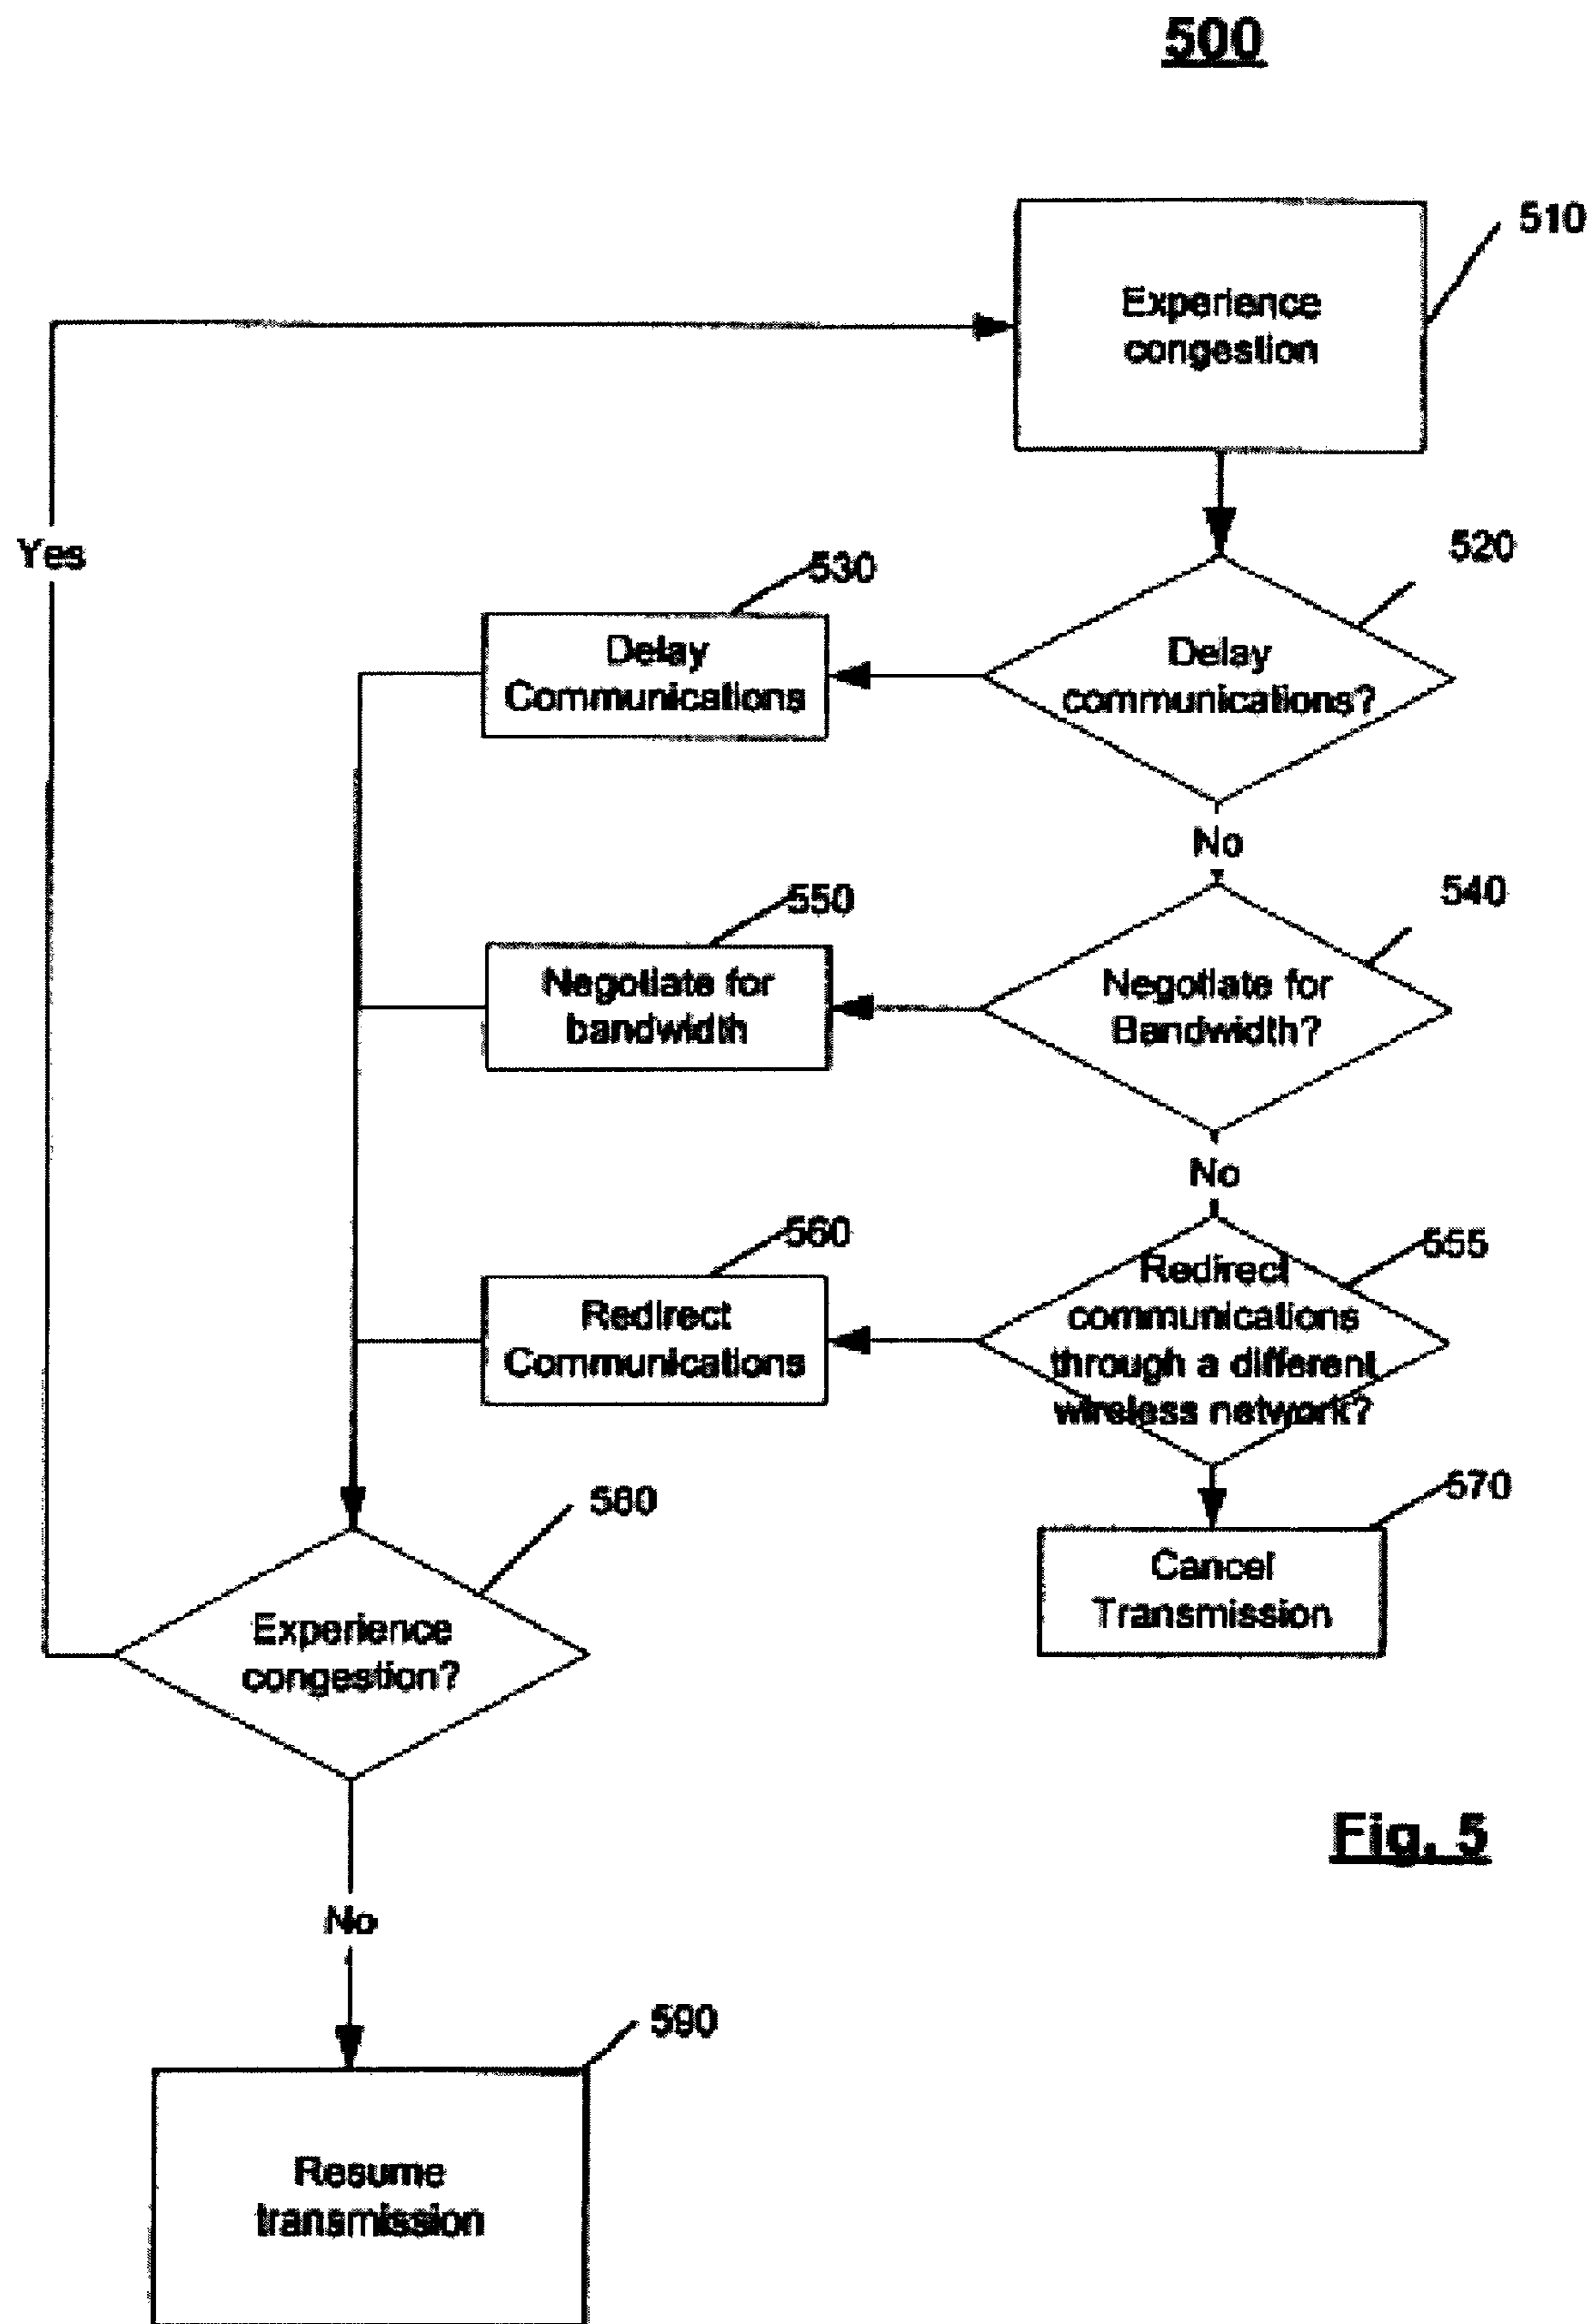 500
510
Experience
congestion
Yes
520
530
Delay
Communications
Delay
communications?
No
540
550
Negotiate for
bandwidth
Negotiate for
Bandwidth?
No
555
560
Redirect
Communications
Redirect
communications
through a different
wireless network?
570
580
Cancel
Transmission
Experience
congestion?
Fig. 5
No
590
Resume
transmission